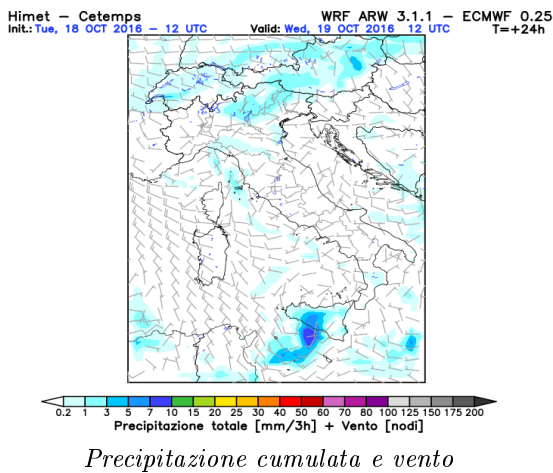 Himet – Cetemps WRF ARW 3.1.1 – ECMWF 0.25
Init.: Tue, 18 OCT 2016 – 12 UTC Valid: Wed, 19 OCT 2016 12 UTC T=+24h
0.2 1 3 5 7 10 15 20 25 30 40 50 60 70 80 100 125 150 175 200
Precipitazione totale [mm/3h] + Vento [nodi]
Precipitazione cumulata e vento